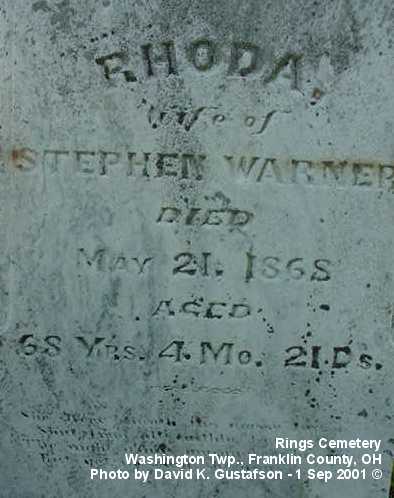 RHODA,
Wife of
STEPHEN WARNER
DIED
MAY 21. 1868
AGED
68 Yrs. 4. Mo. 21. Ds.
Rings Cemetery
Washington Twp., Franklin County, OH
Photo by David K. Gustafson - 1 Sep 2001 ©